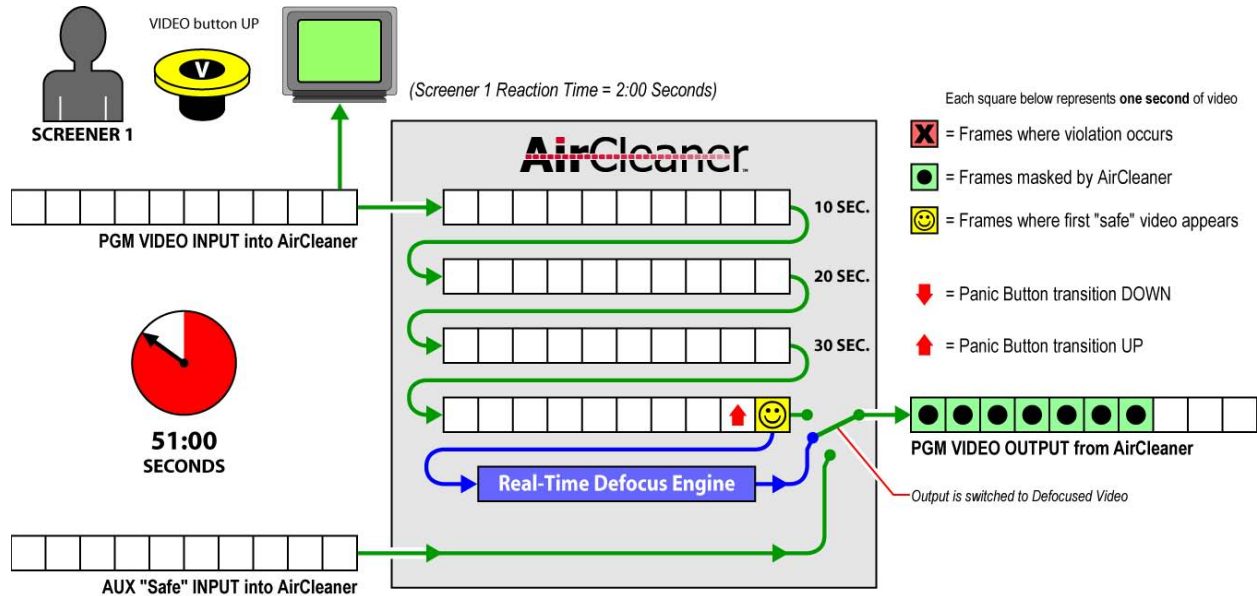 VIDEO button UP
V
SCREENER 1
(Screener 1 Reaction Time = 2:00 Seconds)
Each square below represents one second of video
X = Frames where violation occurs
= Frames masked by AirCleaner
= Frames where first "safe" video appears
= Panic Button transition DOWN
= Panic Button transition UP
AirCleaner™
PGM VIDEO INPUT into AirCleaner
10 SEC.
20 SEC.
30 SEC.
51:00
SECONDS
Real-Time Defocus Engine
PGM VIDEO OUTPUT from AirCleaner
Output is switched to Defocused Video
AUX "Safe" INPUT into AirCleaner